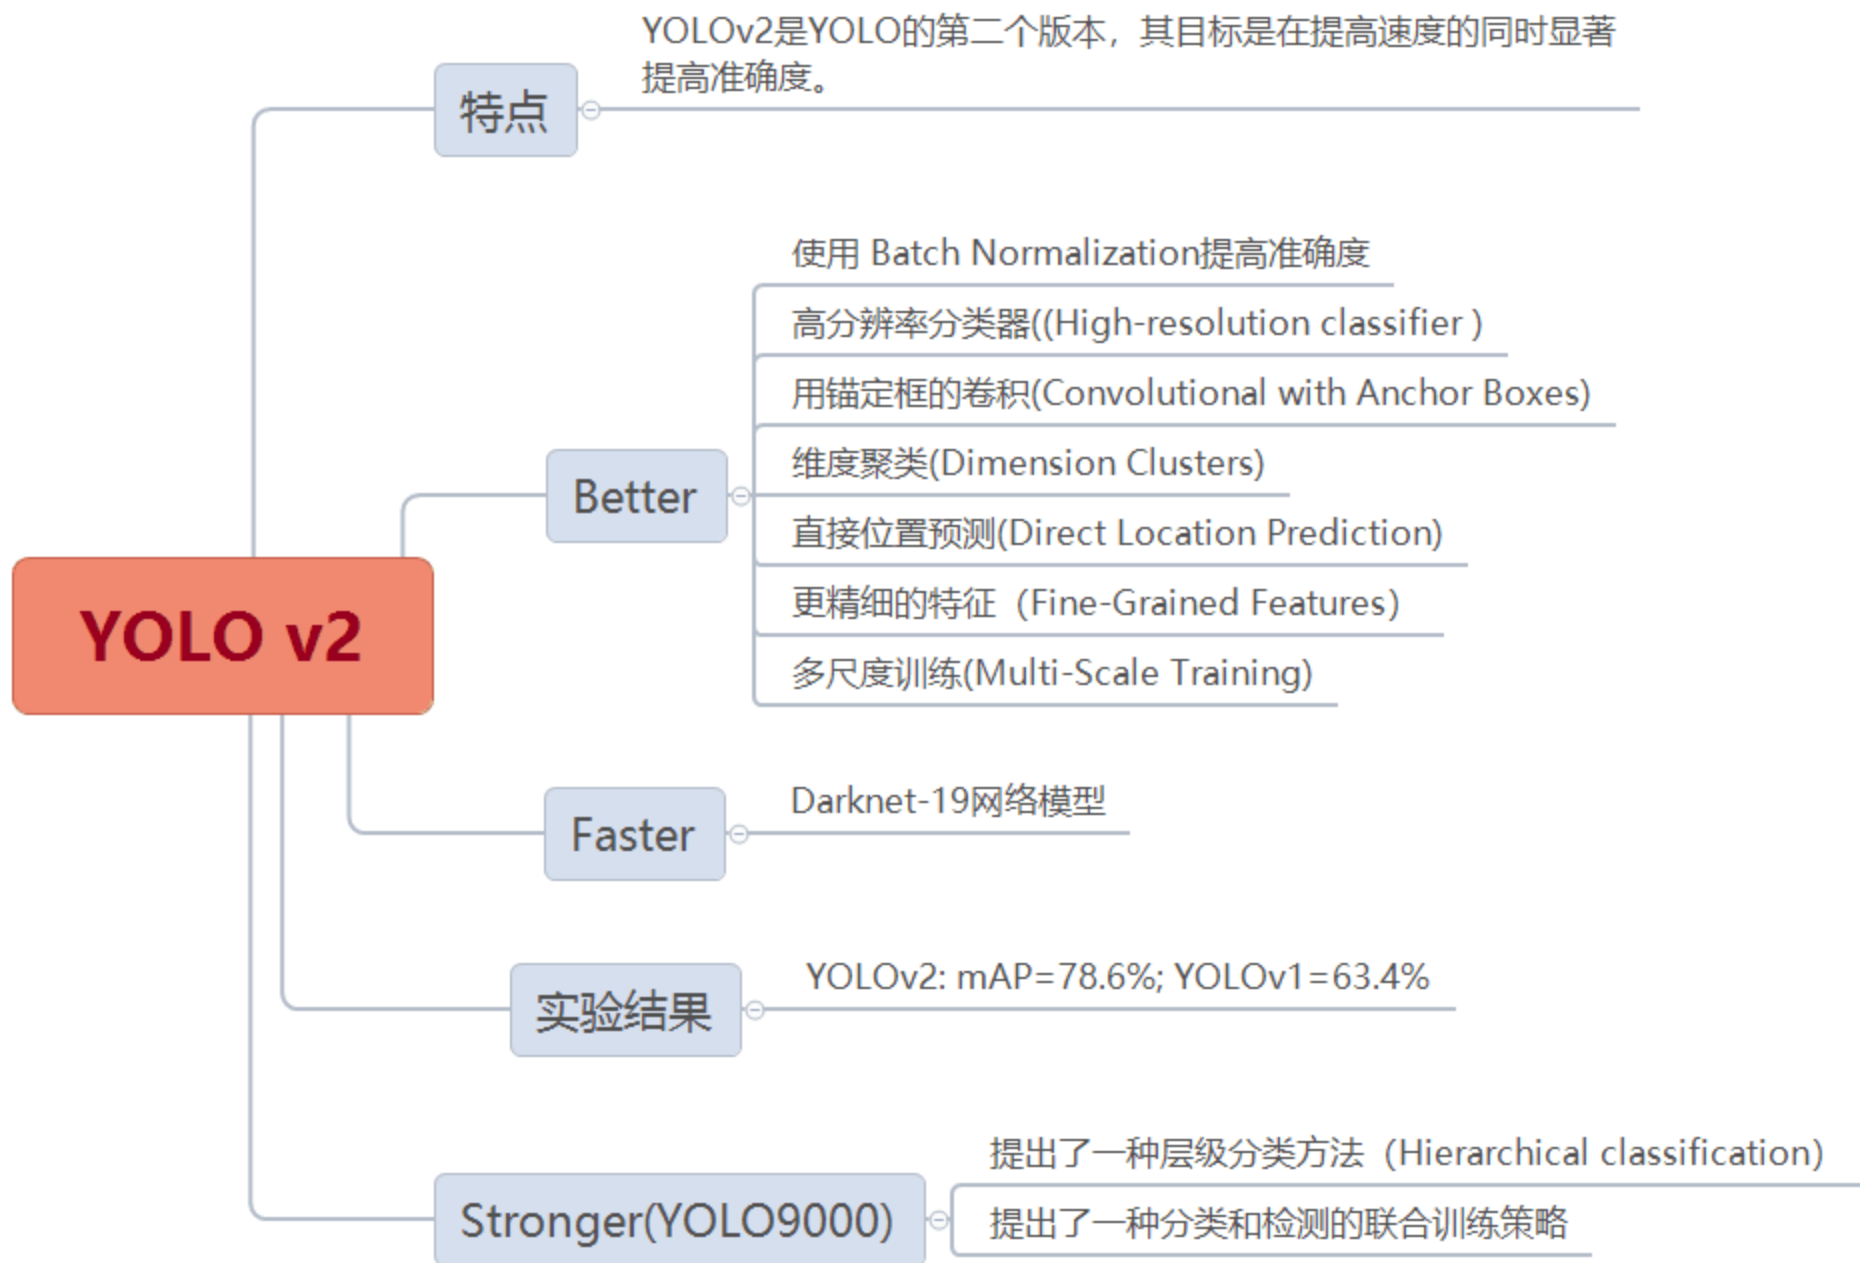 YOLOv2是YOLO的第二个版本，其目标是在提高速度的同时显著
提高准确度。
特点
使用 Batch Normalization提高准确度
高分辨率分类器((High-resolution classifier )
用锚定框的卷积(Convolutional with Anchor Boxes)
维度聚类(Dimension Clusters)
Better
直接位置预测(Direct Location Prediction)
更精细的特征（Fine-Grained Features）
YOLO v2
多尺度训练(Multi-Scale Training)
Darknet-19网络模型
Faster
YOLOv2: mAP=78.6%; YOLOv1=63.4%
实验结果
提出了一种层级分类方法（Hierarchical classification）
Stronger(YOLO9000)
提出了一种分类和检测的联合训练策略